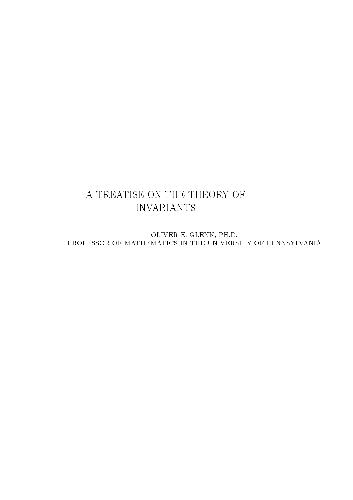 A TREATISE ON THE THEORY OF
INVARIANTS
OLIVER E. GLENN, PH.D.
PROFESSOR OF MATHEMATICS IN THE UNIVERSITY OF PENNSYLVANIA